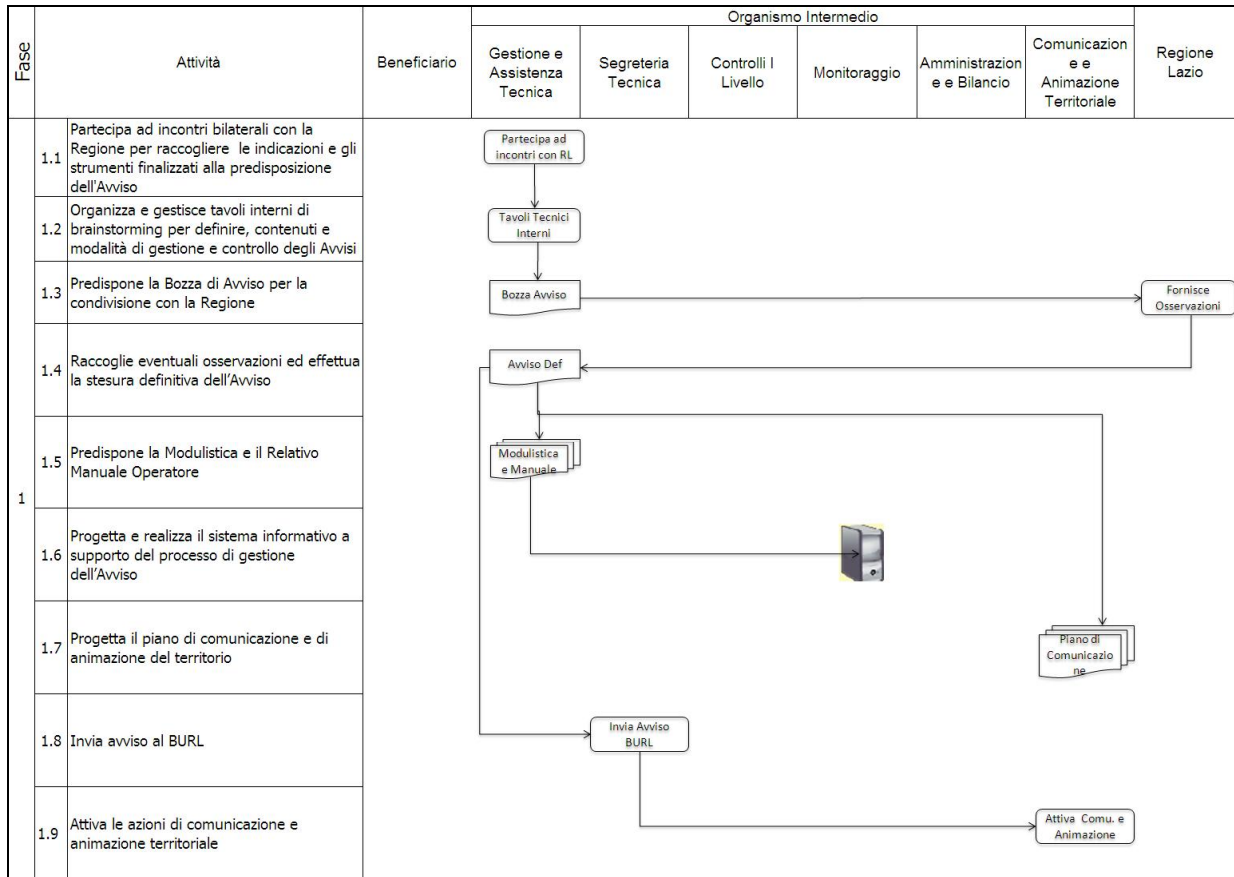 Organismo Intermedio
Fase
Attività
Beneficiario
Gestione e
Assistenza
Tecnica
Segreteria
Tecnica
Controlli I
Livello
Monitoraggio
Amministrazion
e e Bilancio
Comunicazion
e e
Animazione
Territoriale
Regione
Lazio
1
1.1
Partecipa ad incontri bilaterali con la
Regione per raccogliere le indicazioni e gli
strumenti finalizzati alla predisposizione
dell'Avviso
Partecipa ad
incontri con RL
1.2
Organizza e gestisce tavoli interni di
brainstorming per definire, contenuti e
modalità di gestione e controllo degli Avvisi
Tavoli Tecnici
Interni
1.3
Predispone la Bozza di Avviso per la
condivisione con la Regione
Bozza Avviso
Fornisce
Osservazioni
1.4
Raccoglie eventuali osservazioni ed effettua
la stesura definitiva dell'Avviso
Avviso Def
1.5
Predispone la Modulistica e il Relativo
Manuale Operatore
Modulistica
e Manuale
1.6
Progetta e realizza il sistema informativo a
supporto del processo di gestione
dell'Avviso
1.7
Progetta il piano di comunicazione e di
animazione del territorio
Piano di
Comunicazio
ne
1.8
Invia avviso al BURL
Invia Avviso
BURL
1.9
Attiva le azioni di comunicazione e
animazione territoriale
Attiva Comu. e
Animazione